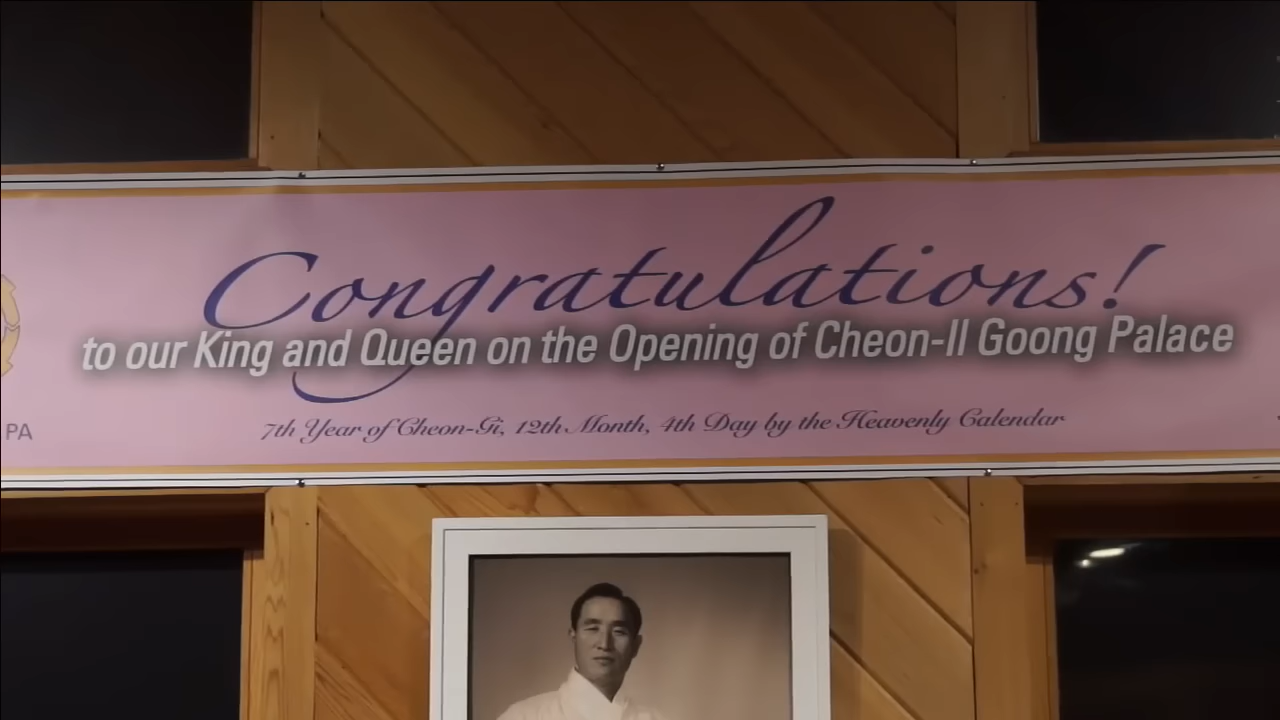 Congratulations!
to our King and Queen on the Opening of Cheon-Il Goong Palace
7th Year of Cheon-Gi, 12th Month, 4th Day by the Heavenly Calendar
PA